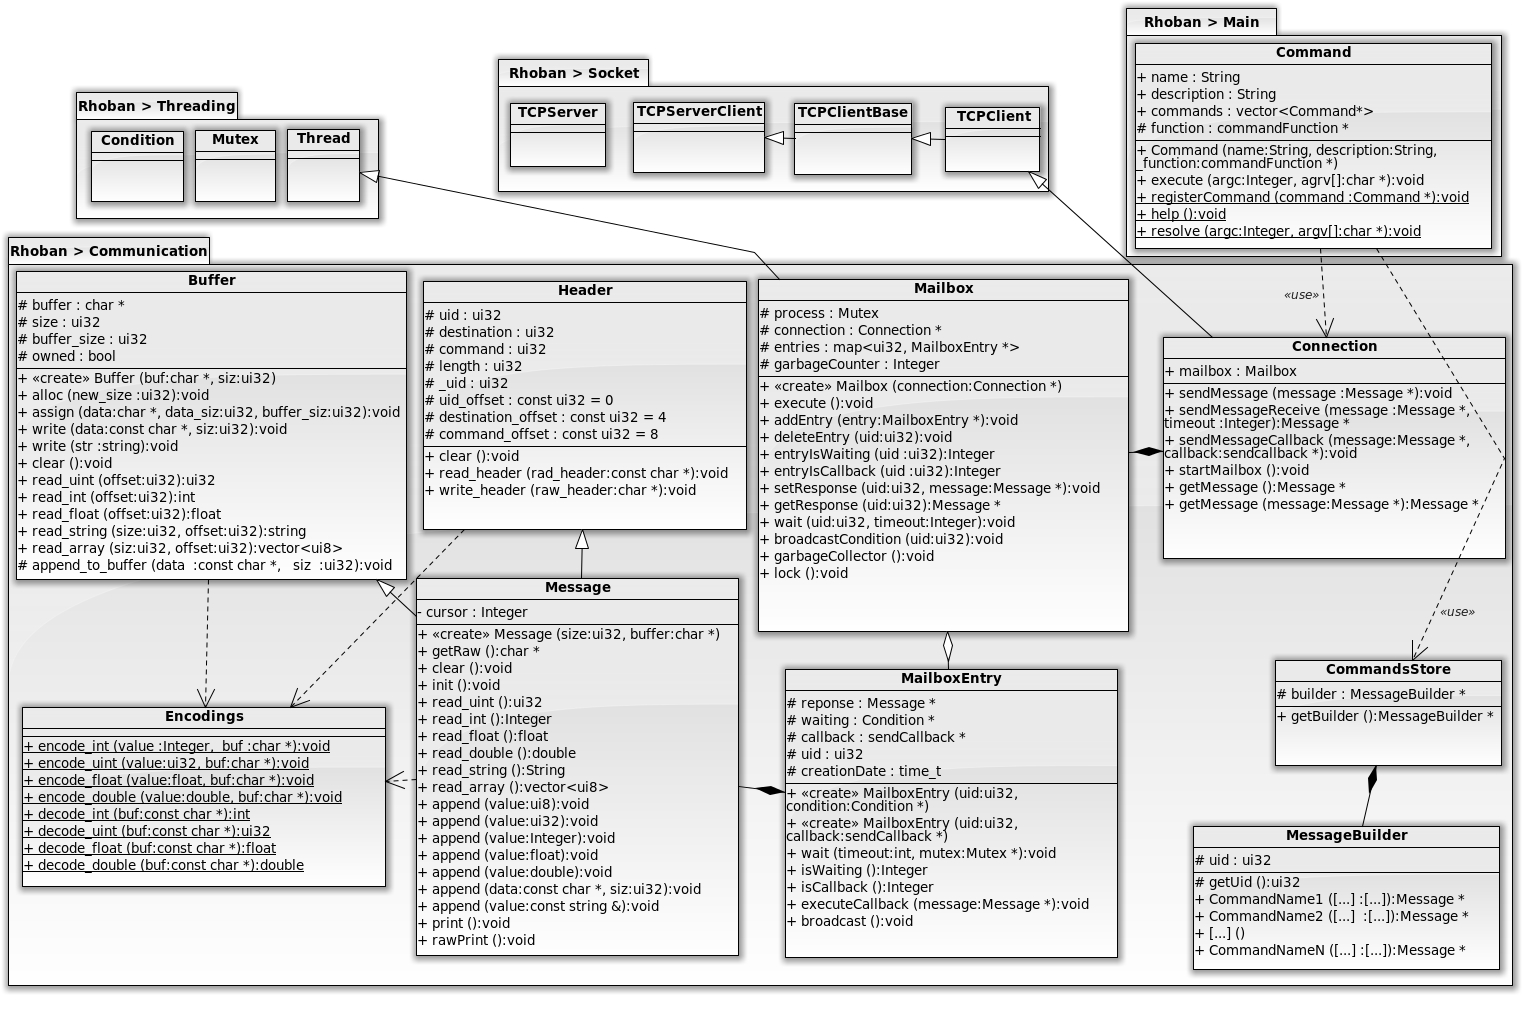 Rhoban > Main
Command
+ name : String
+ description : String
+ commands : vector<Command*>
# function : commandFunction *
+ Command (name:String, description:String,
_function:commandFunction *)
+ execute (argc:Integer, agrv[]:char *):void
+ registerCommand (command :Command *):void
+ help ():void
+ resolve (argc:Integer, argv[]:char *):void
Rhoban > Socket
TCPServer
TCPServerClient
TCPClientBase
TCPClient
Rhoban > Threading
Condition
Mutex
Thread
Rhoban > Communication
Buffer
# buffer : char *
# size : ui32
# buffer_size : ui32
# owned : bool
+ «create» Buffer (buf:char *, siz:ui32)
+ alloc (new_size :ui32):void
+ assign (data:char *, data_siz:ui32, buffer_siz:ui32):void
+ write (data:const char *, siz:ui32):void
+ write (str :string):void
+ clear ():void
+ read_uint (offset:ui32):ui32
+ read_int (offset:ui32):int
+ read_float (offset:ui32):float
+ read_string (size:ui32, offset:ui32):string
+ read_array (siz:ui32, offset:ui32):vector<ui8>
# append_to_buffer (data  :const char *,   siz  :ui32):void
Header
# uid : ui32
# destination : ui32
# command : ui32
# length : ui32
# _uid : ui32
# uid_offset : const ui32 = 0
# destination_offset : const ui32 = 4
# command_offset : const ui32 = 8
+ clear ():void
+ read_header (rad_header:const char *):void
+ write_header (raw_header:char *):void
Mailbox
# process : Mutex
# connection : Connection *
# entries : map<ui32, MailboxEntry *>
# garbageCounter : Integer
+ «create» Mailbox (connection:Connection *)
+ execute ():void
+ addEntry (entry:MailboxEntry *):void
+ deleteEntry (uid:ui32):void
+ entryIsWaiting (uid :ui32):Integer
+ entryIsCallback (uid :ui32):Integer
+ setResponse (uid:ui32, message:Message *):void
+ getResponse (uid:ui32):Message *
+ wait (uid:ui32, timeout:Integer):void
+ broadcastCondition (uid:ui32):void
+ garbageCollector ():void
+ lock ():void
«use»
Connection
+ mailbox : Mailbox
+ sendMessage (message :Message *):void
+ sendMessageReceive (message :Message *,
timeout :Integer):Message *
+ sendMessageCallback (message:Message *,
callback:sendcallback *):void
+ startMailbox ():void
+ getMessage ():Message *
+ getMessage (message:Message *):Message *
«use»
Message
- cursor : Integer
+ «create» Message (size:ui32, buffer:char *)
+ getRaw ():char *
+ clear ():void
+ init ():void
+ read_uint ():ui32
+ read_int ():Integer
+ read_float ():float
+ read_double ():double
+ read_string ():String
+ read_array ():vector<ui8>
+ append (value:ui8):void
+ append (value:ui32):void
+ append (value:Integer):void
+ append (value:float):void
+ append (value:double):void
+ append (data:const char *, siz:ui32):void
+ append (value:const string &):void
+ print ():void
+ rawPrint ():void
Encodings
+ encode_int (value :Integer,  buf :char *):void
+ encode_uint (value:ui32, buf:char *):void
+ encode_float (value:float, buf:char *):void
+ encode_double (value:double, buf:char *):void
+ decode_int (buf:const char *):int
+ decode_uint (buf:const char *):ui32
+ decode_float (buf:const char *):float
+ decode_double (buf:const char *):double
MailboxEntry
# reponse : Message *
# waiting : Condition *
# callback : sendCallback *
# uid : ui32
# creationDate : time_t
+ «create» MailboxEntry (uid:ui32,
condition:Condition *)
+ «create» MailboxEntry (uid:ui32,
callback:sendCallback *)
+ wait (timeout:int, mutex:Mutex *):void
+ isWaiting ():Integer
+ isCallback ():Integer
+ executeCallback (message:Message *):void
+ broadcast ():void
CommandsStore
# builder : MessageBuilder *
+ getBuilder ():MessageBuilder *
MessageBuilder
# uid : ui32
# getUid ():ui32
+ CommandName1 ([...] :[...]):Message *
+ CommandName2 ([...]  :[...]):Message *
+ [...] ()
+ CommandNameN ([...] :[...]):Message *